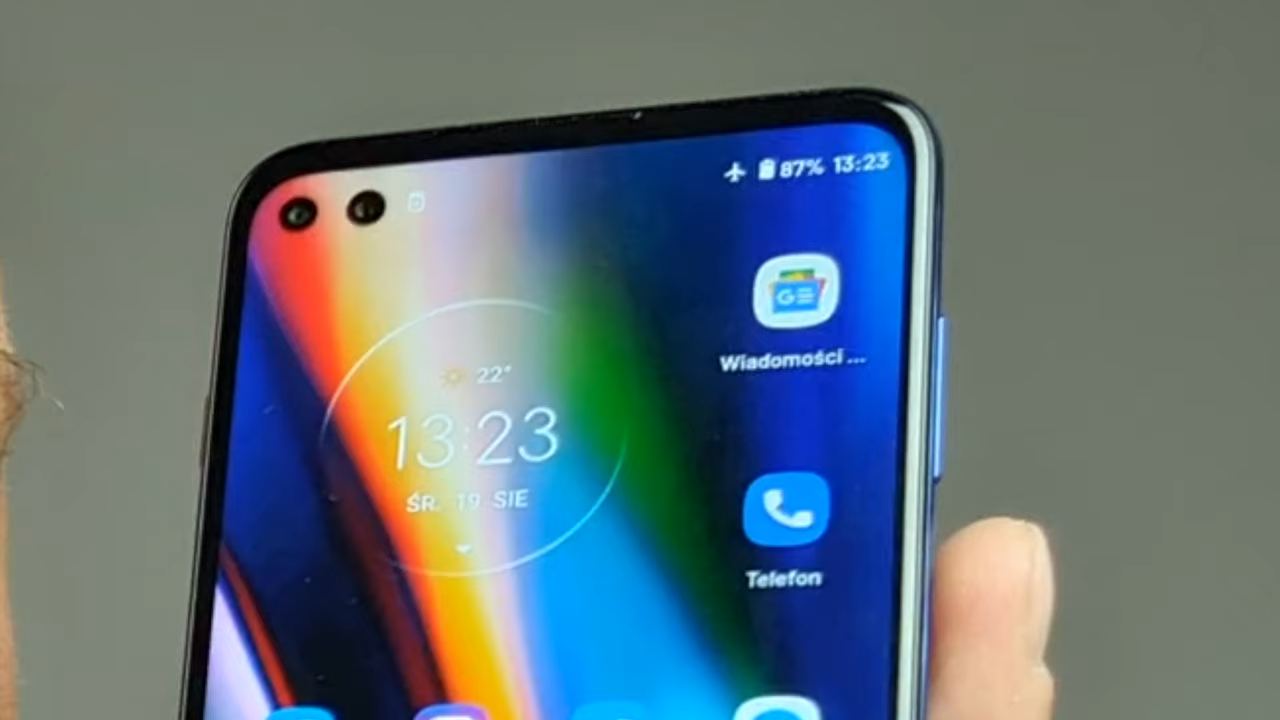 87% 13:23
G
Wiadomości ...
22°
13:23
ŚR. 19 SIE
Telefon